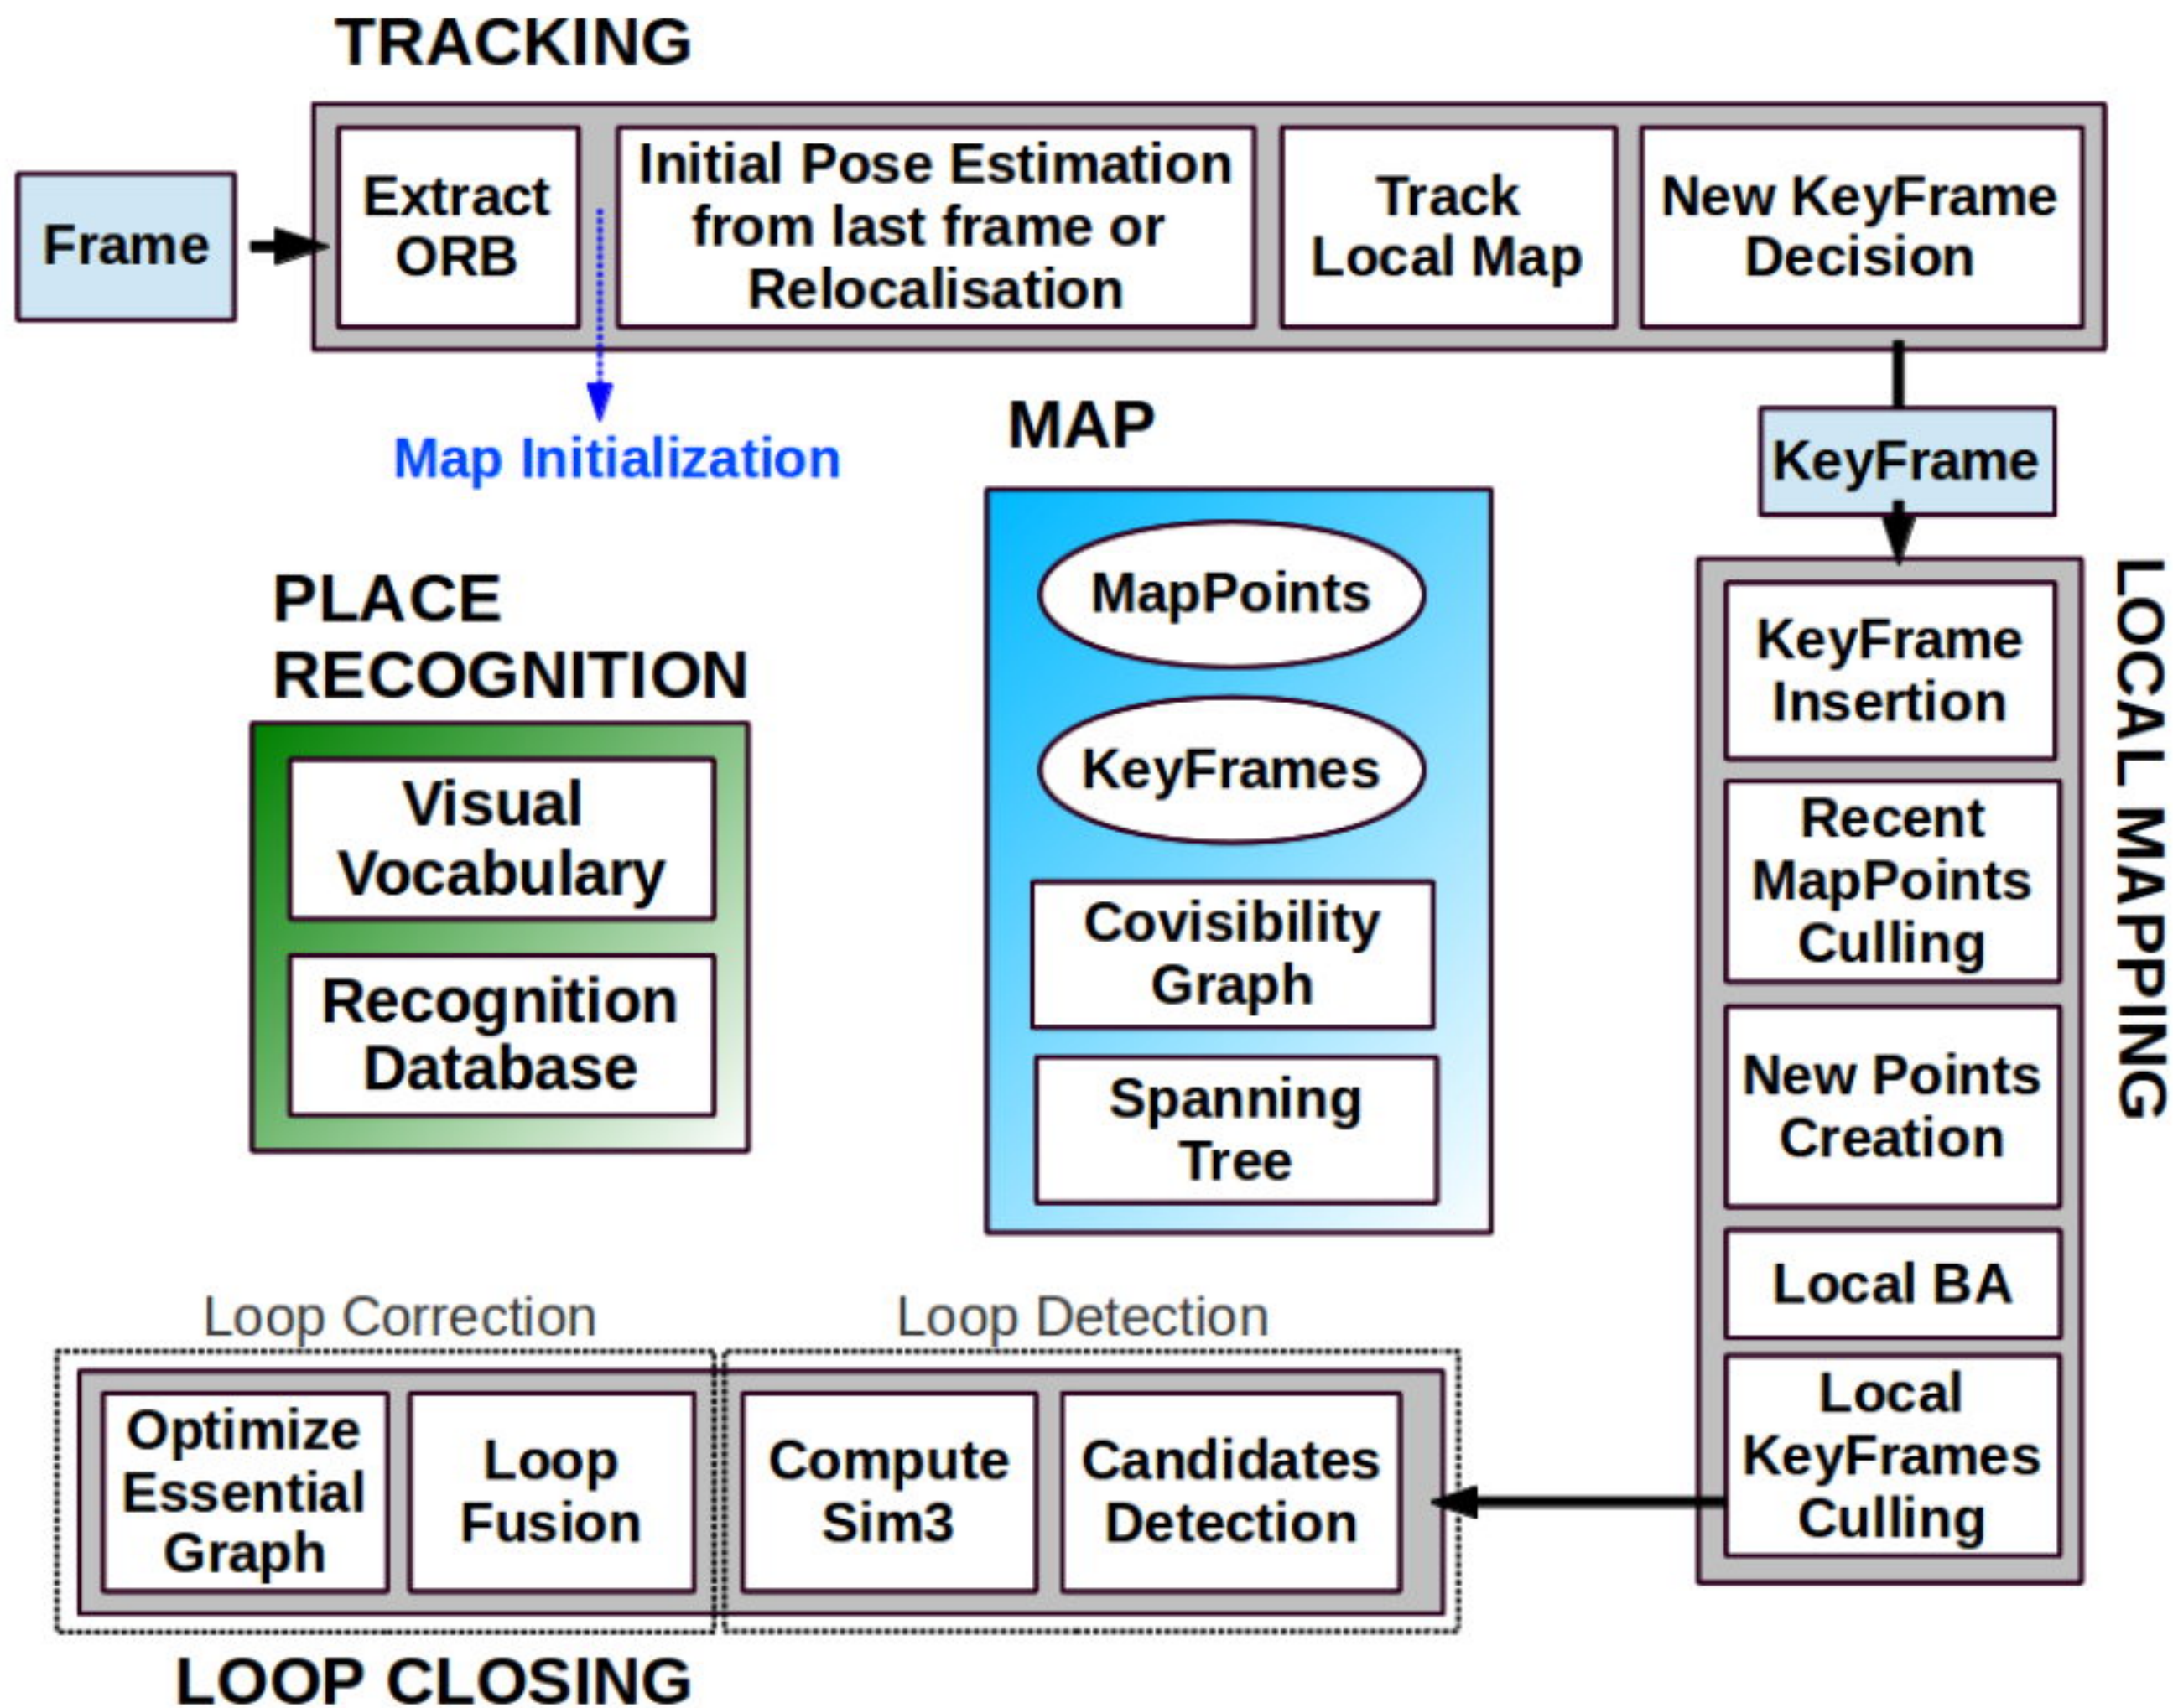 TRACKING
Frame
Extract
ORB
Initial Pose Estimation
from last frame or
Relocalisation
Track
Local Map
New KeyFrame
Decision
Map Initialization
MAP
KeyFrame
PLACE
RECOGNITION
Visual
Vocabulary
Recognition
Database
MapPoints
KeyFrames
Covisibility
Graph
Spanning
Tree
LOCAL MAPPING
KeyFrame
Insertion
Recent
MapPoints
Culling
New Points
Creation
Local BA
Local
KeyFrames
Culling
Loop Correction
Loop Detection
Optimize
Essential
Graph
Loop
Fusion
Compute
Sim3
Candidates
Detection
LOOP CLOSING